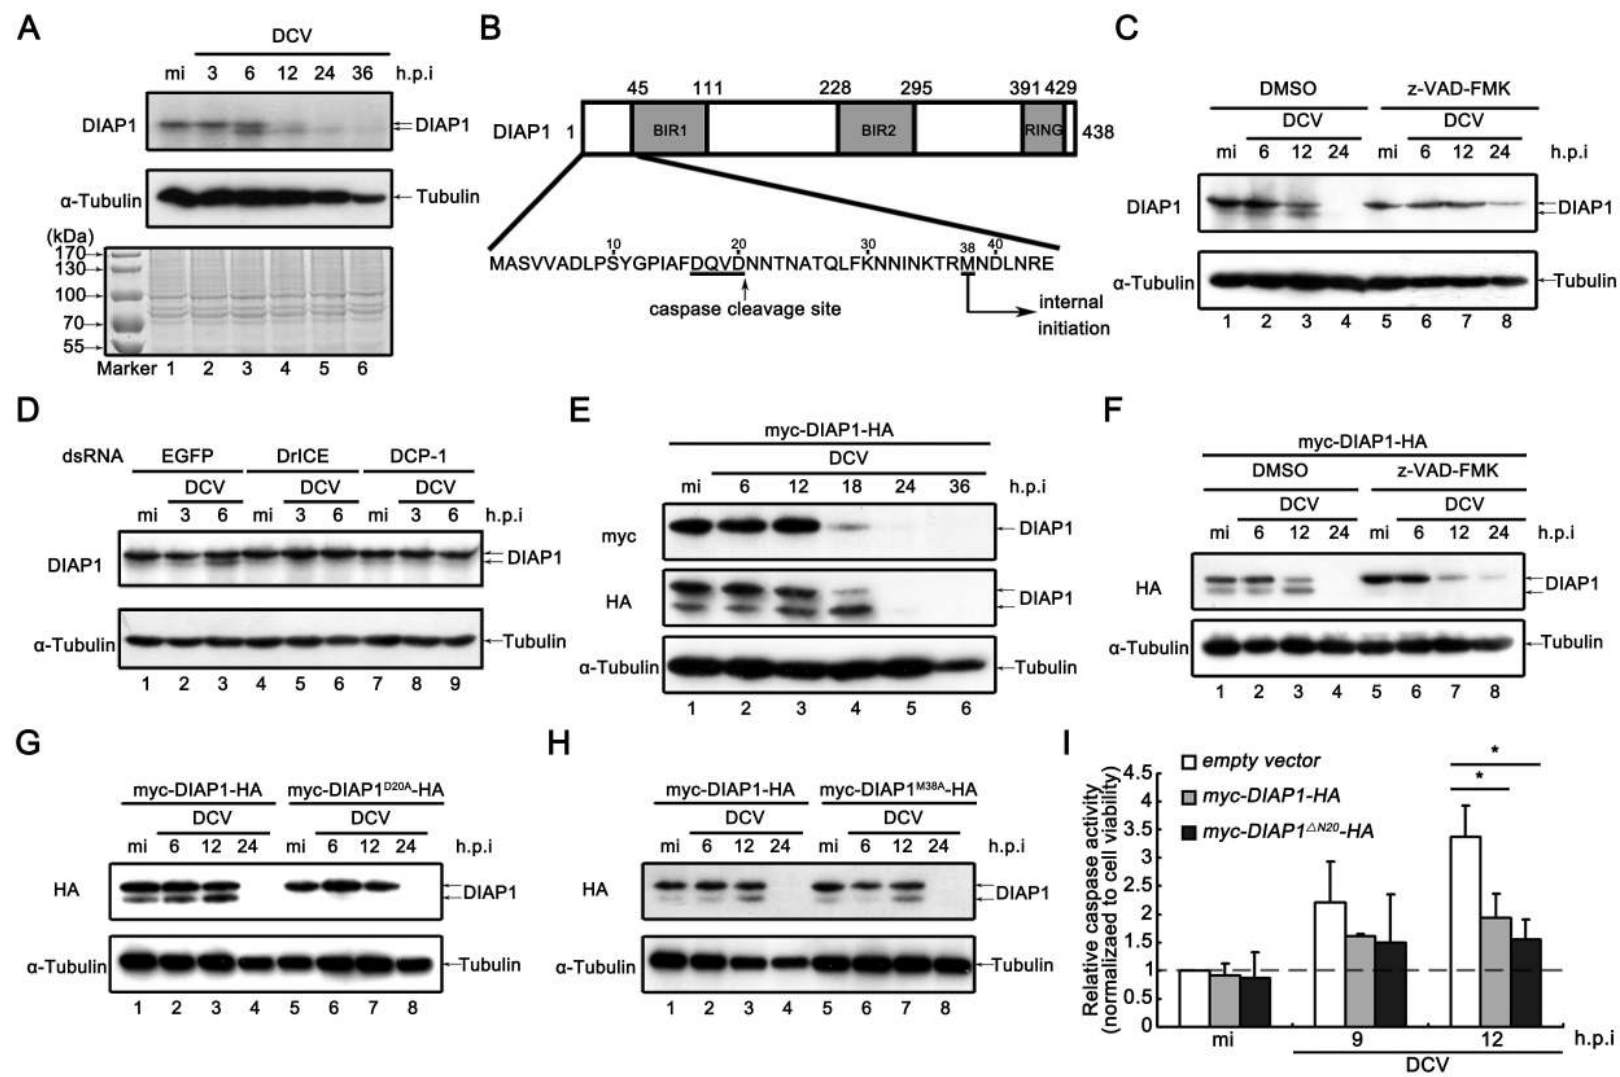 A
DCV
mi 3 6 12 24 36 h.p.i
DIAP1 DIAP1
α-Tubulin Tubulin
(kDa)
170
130
100
70
55
Marker 1 2 3 4 5 6
B
45 111 228 295 391 429
DIAP1 1 BIR1 BIR2 RING 438
10 20 30 38 40
MASVVADLPSYGPIAFDQVDNNTNATQLFKNNINKTRMNDLNRE
caspase cleavage site
internal
initiation
C
DMSO z-VAD-FMK
DCV DCV
mi 6 12 24 mi 6 12 24 h.p.i
DIAP1 DIAP1
α-Tubulin Tubulin
1 2 3 4 5 6 7 8
D
dsRNA EGFP DrICE DCP-1
DCV DCV DCV
mi 3 6 mi 3 6 mi 3 6 h.p.i
DIAP1 DIAP1
α-Tubulin Tubulin
1 2 3 4 5 6 7 8 9
E
myc-DIAP1-HA
DCV
mi 6 12 18 24 36 h.p.i
myc DIAP1
HA DIAP1
α-Tubulin Tubulin
1 2 3 4 5 6
F
myc-DIAP1-HA
DMSO z-VAD-FMK
DCV DCV
mi 6 12 24 mi 6 12 24 h.p.i
HA DIAP1
α-Tubulin Tubulin
1 2 3 4 5 6 7 8
G
myc-DIAP1-HA myc-DIAP1D20A-HA
DCV DCV
mi 6 12 24 mi 6 12 24 h.p.i
HA DIAP1
α-Tubulin Tubulin
1 2 3 4 5 6 7 8
H
myc-DIAP1-HA myc-DIAP1M38A-HA
DCV DCV
mi 6 12 24 mi 6 12 24 h.p.i
HA DIAP1
α-Tubulin Tubulin
1 2 3 4 5 6 7 8
I
Relative caspase activity
(normalizaed to cell viability)
4.5
4
3.5
3
2.5
2
1.5
1
0.5
0
empty vector
myc-DIAP1-HA
myc-DIAP1△N20-HA
*
*
mi 9 12 h.p.i
DCV